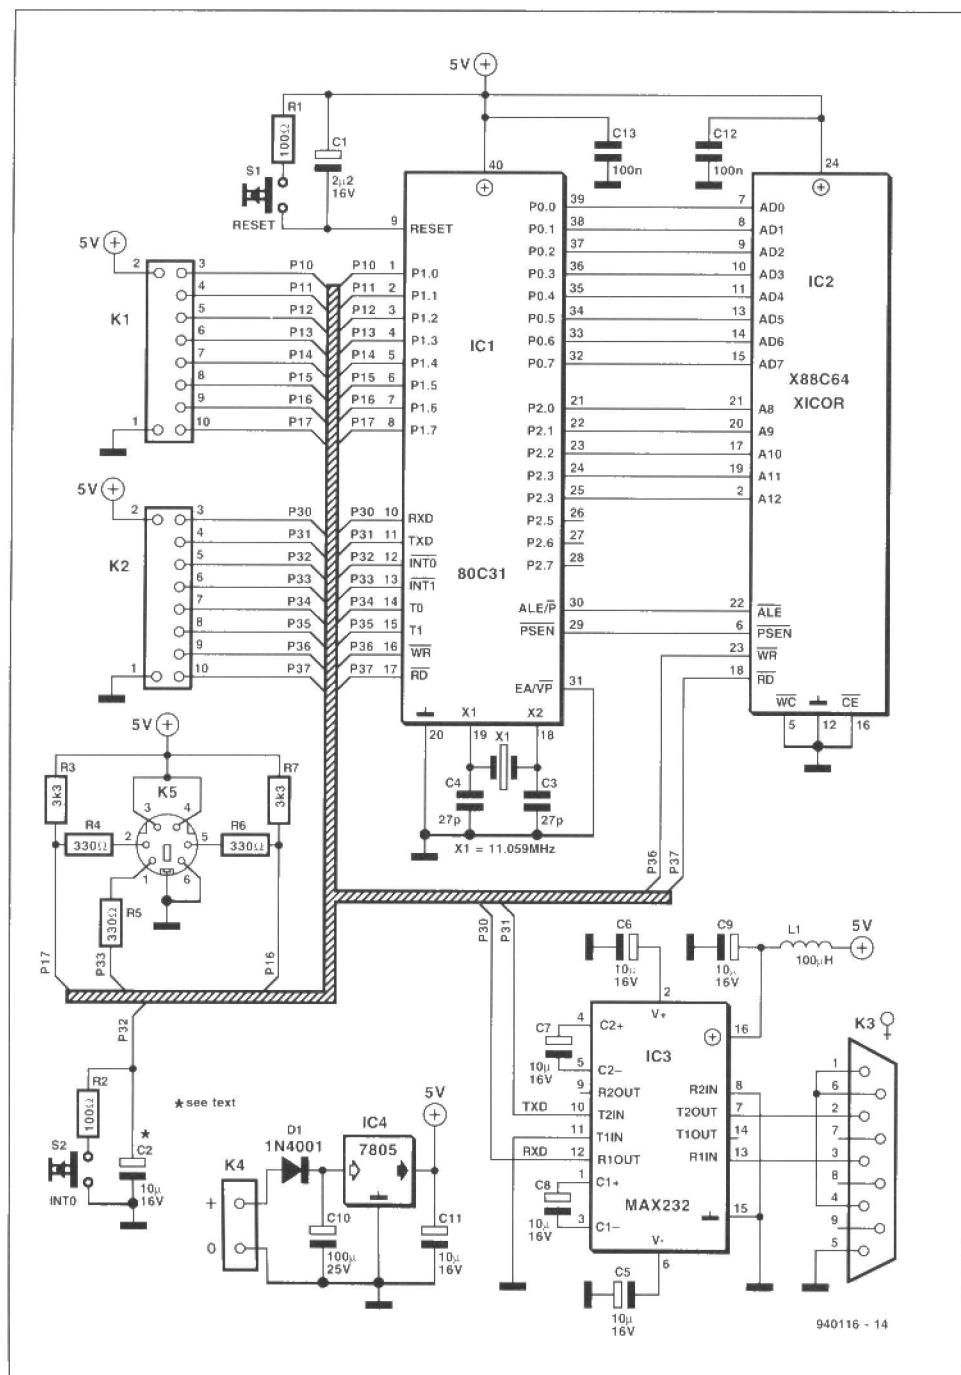 5V
R1
100Ω
C1
2µ2
16V
S1
RESET
C13
100n
C12
100n
40
24
9 RESET
5V
K1
2
3 P10 P10 1 P1.0
4 P11 P11 2 P1.1
5 P12 P12 3 P1.2
6 P13 P13 4 P1.3
7 P14 P14 5 P1.4
8 P15 P15 6 P1.5
9 P16 P16 7 P1.6
1
10 P17 P17 8 P1.7
IC1
80C31
P0.0 39 7 AD0
P0.1 38 8 AD1
P0.2 37 9 AD2
P0.3 36 10 AD3
P0.4 35 11 AD4
P0.5 34 13 AD5
P0.6 33 14 AD6
P0.7 32 15 AD7
IC2
X88C64
XICOR
P2.0 21 21 A8
P2.1 22 20 A9
P2.2 23 17 A10
P2.3 24 19 A11
P2.3 25 2 A12
P2.5 26
P2.6 27
P2.7 28
5V
K2
2
3 P30 P30 10 RXD
4 P31 P31 11 TXD
5 P32 P32 12 INT0
6 P33 P33 13 INT1
7 P34 P34 14 T0
8 P35 P35 15 T1
9 P36 P36 16 WR
1
10 P37 P37 17 RD
ALE/P 30 22 ALE
PSEN 29 6 PSEN
23 WR
18 RD
EA/VP 31
WC CE
5 12 16
X1 X2
20 19 18
X1
C4
27p
C3
27p
X1 = 11.059MHz
P36
P37
5V
R3
3k3
R7
3k3
K5
3 4
R4
330Ω
2 5
R6
330Ω
1 6
R5
330Ω
P17
P33
P16
P32
R2
100Ω
S2
INT0
* see text
*
C2
10µ
16V
K4
+
0
D1
1N4001
IC4
7805
5V
C10
100µ
25V
C11
10µ
16V
P30
P31
C6
10µ
16V
C9
10µ
16V
L1
100µH
5V
2
V+
IC3
MAX232
C7
10µ
16V
4 C2+
5 C2–
9 R2OUT
TXD 10 T2IN
11 T1IN
RXD 12 R1OUT
1 C1+
C8
10µ
16V
3 C1–
V-
6
C5
10µ
16V
16
R2IN 8
T2OUT 7
T1OUT 14
R1IN 13
15
K3
1
6
2
7
3
8
4
9
5
940116 - 14